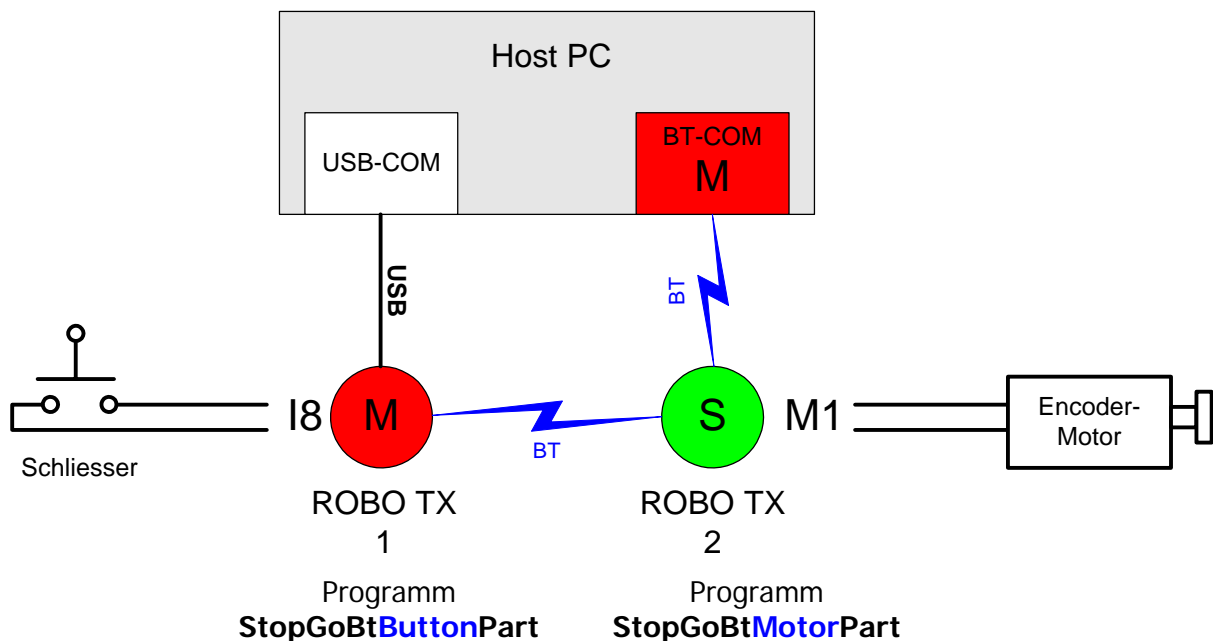 Host PC
USB-COM
BT-COM
M
USB
BT
Schliesser
I8
M
BT
S
M1
Encoder-
Motor
ROBO TX
1
ROBO TX
2
Programm
StopGoBtButtonPart
Programm
StopGoBtMotorPart